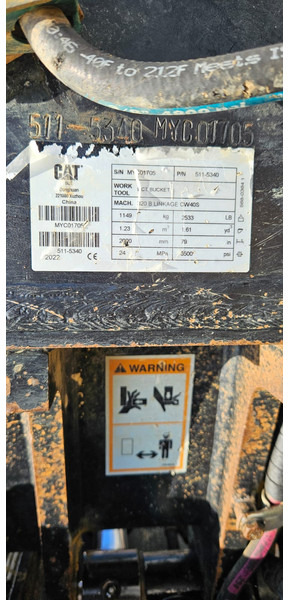 -40F to 212F Meets
511-5340 MYC01705
CAT
China
MYC01705
511-5340
2022 CE
S/N MYC01705 P/N 511-5340
WORK TOOL BUCKET
MACH. LINKAGE CW40S
1149 kg 2533 LB
1.23 m³ 1.61 yd³
mm 79 in
24 MPa 3500 psi
WARNING